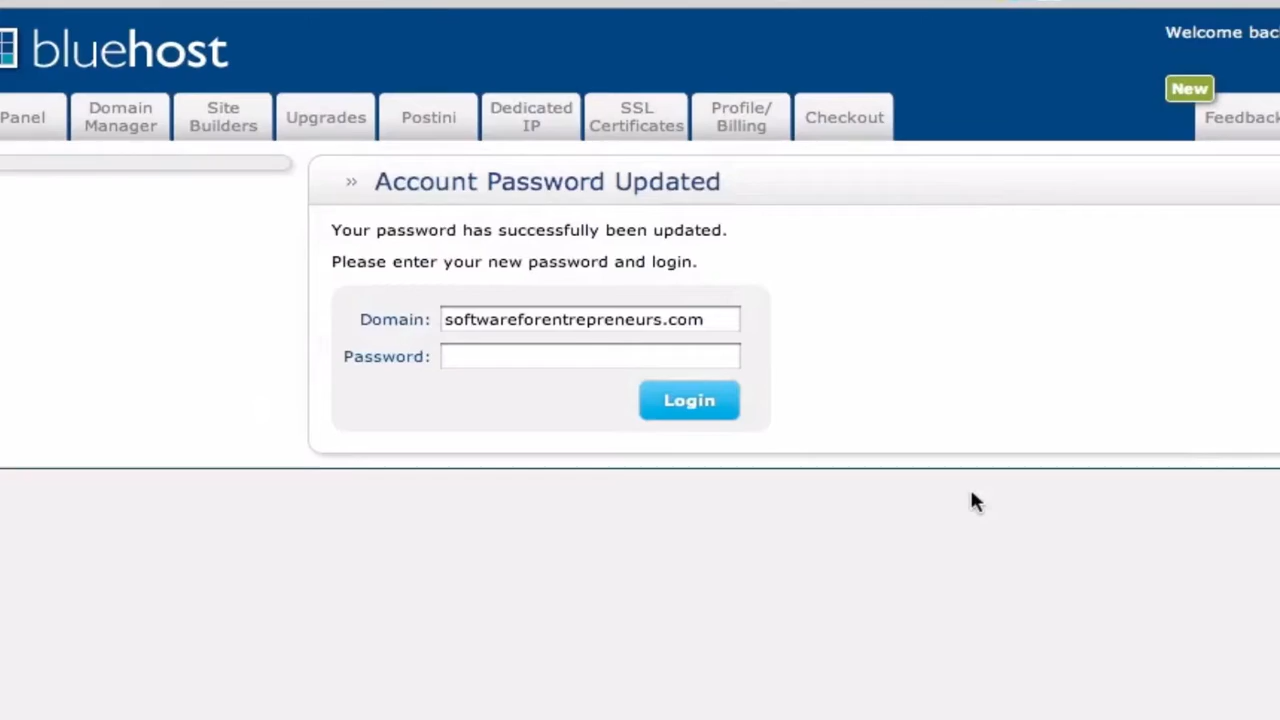 bluehost
Welcome bac
New
Panel
Domain Manager
Site Builders
Upgrades
Postini
Dedicated IP
SSL Certificates
Profile/ Billing
Checkout
Feedback
» Account Password Updated
Your password has successfully been updated.
Please enter your new password and login.
Domain: softwareforentrepreneurs.com
Password:
Login